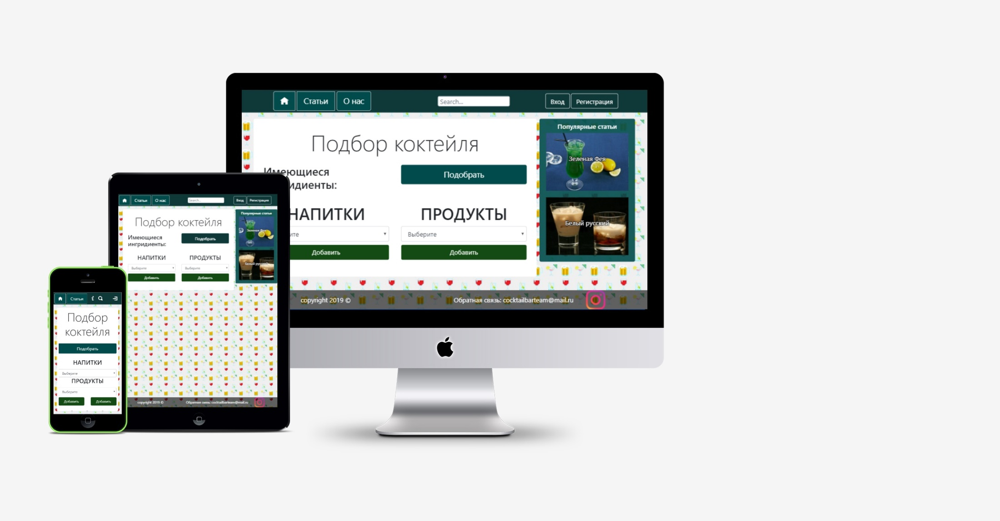 Статьи
О нас
Search...
Вход
Регистрация
Подбор коктейля
Имеющиеся
идиенты:
Подобрать
НАПИТКИ
ПРОДУКТЫ
ите
Выберите
Добавить
Добавить
Популярные статьи
Зеленая Фея
Белый русский
copyright 2019 ©
Обратная связь: cocktailbarteam@mail.ru
Статьи
О нас
Search...
Вход
Регистрация
Подбор коктейля
Имеющиеся
ингридиенты:
Подобрать
НАПИТКИ
ПРОДУКТЫ
Выберите
Выберите
Добавить
Добавить
Популярные статьи
Зеленая Фея
Белый русский
copyright 2019 ©
Обратная связь: cocktailbarteam@mail.ru
Статьи
Подбор
коктейля
Подобрать
НАПИТКИ
Выберите
ПРОДУКТЫ
Выберите
Добавить
Добавить